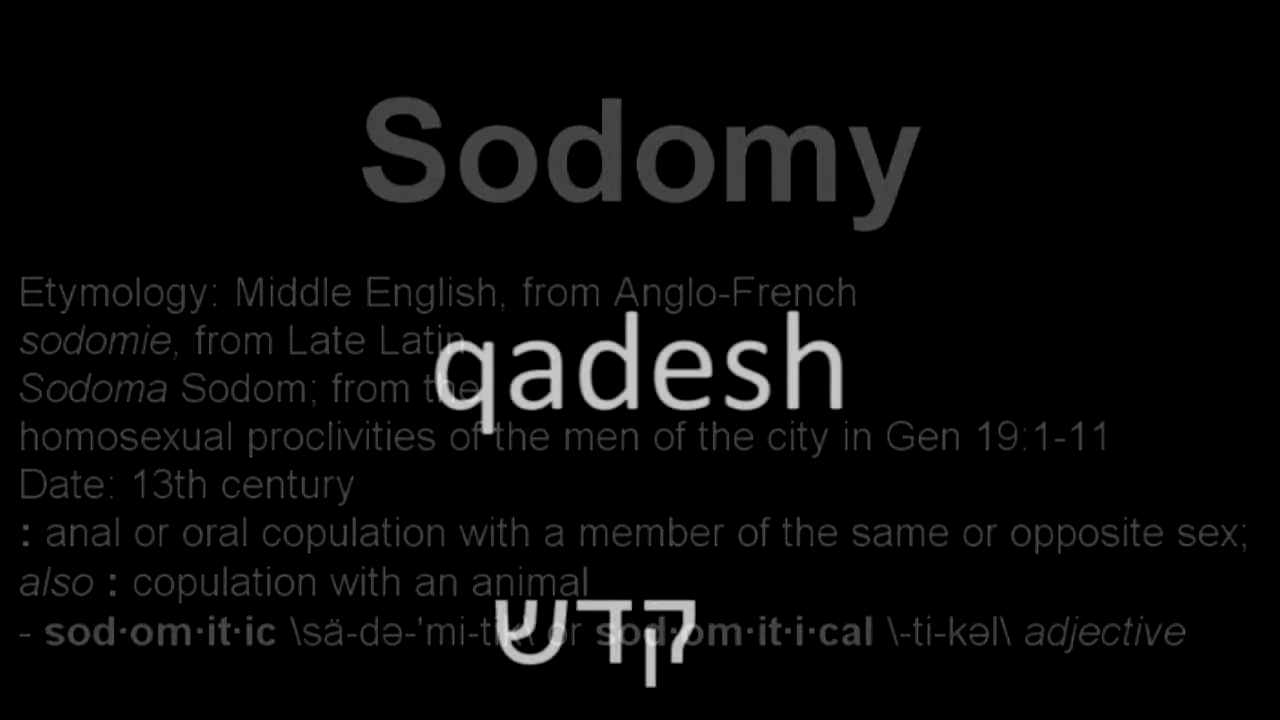 Sodomy
Etymology: Middle English, from Anglo-French
sodomie, from Late Latin
qadesh
Sodoma Sodom; from the
homosexual proclivities of the men of the city in Gen 19:1-11
Date: 13th century
: anal or oral copulation with a member of the same or opposite sex;
also : copulation with an animal
קדש
- sod·om·it·ic \sä-də-'mi-tik\ or sod·om·it·i·cal \-ti-kəl\ adjective